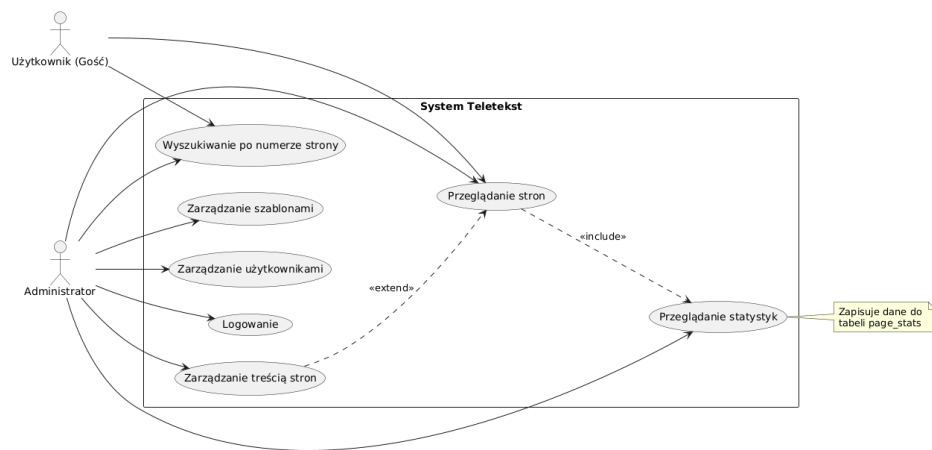 Użytkownik (Gość)
System Teletekst
Wyszukiwanie po numerze strony
Przeglądanie stron
Zarządzanie szablonami
«include»
Zarządzanie użytkownikami
Administrator
«extend»
Zapisuje dane do
tabeli page_stats
Przeglądanie statystyk
Logowanie
Zarządzanie treścią stron